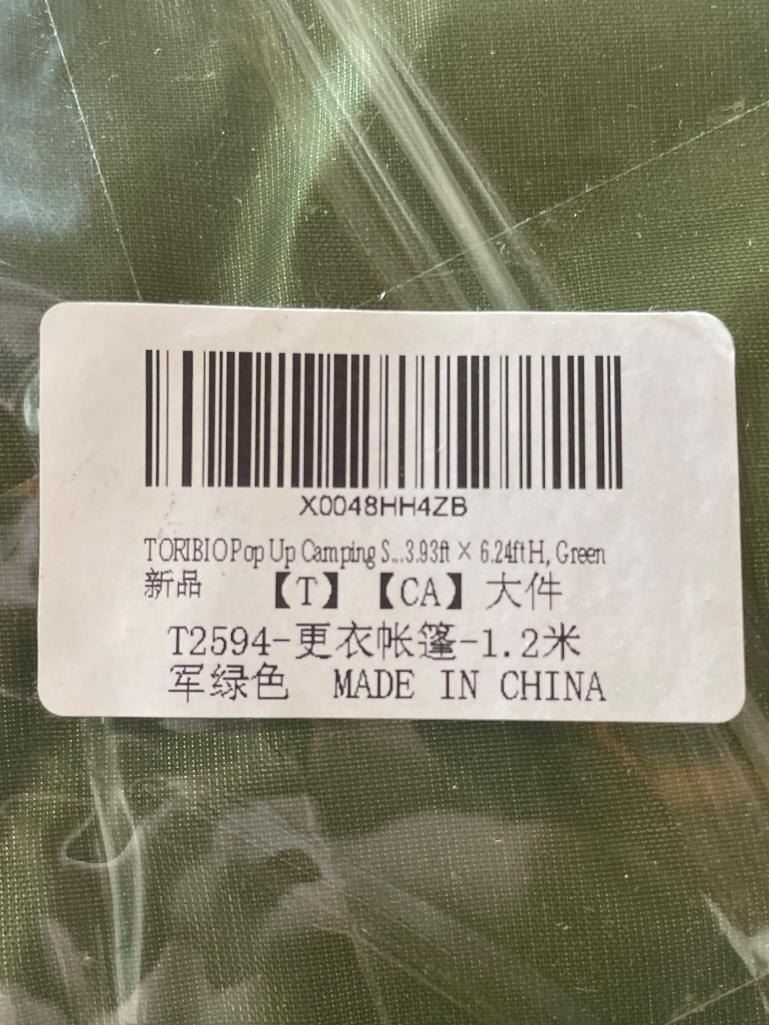 X0048HH4ZB
TORIBIO Pop Up Camping S...3.93ft × 6.24ft H, Green
新品 【T】【CA】大件
T2594-更衣帐篷-1.2米
军绿色 MADE IN CHINA